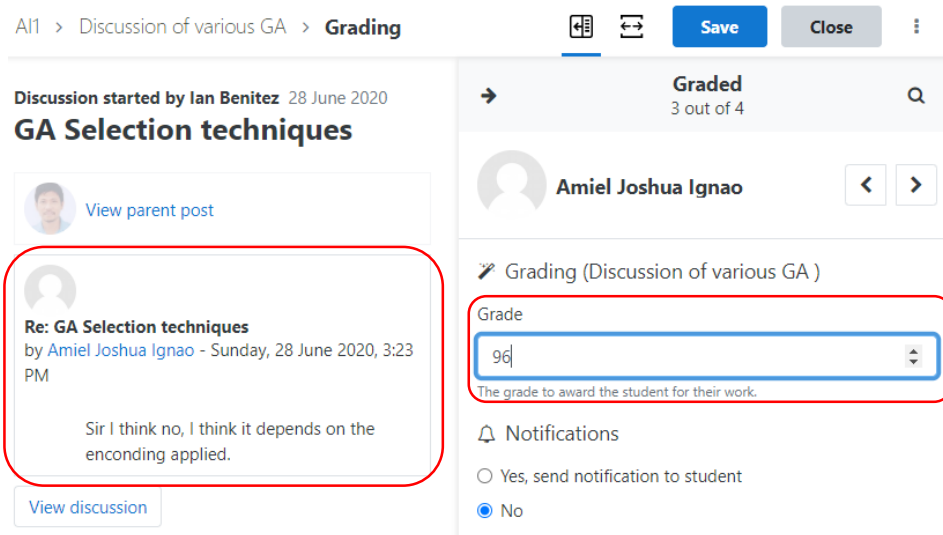 AI1 > Discussion of various GA > Grading
Save
Close
Discussion started by Ian Benitez 28 June 2020
GA Selection techniques
View parent post
Re: GA Selection techniques
by Amiel Joshua Ignao - Sunday, 28 June 2020, 3:23
PM
Sir I think no, I think it depends on the
enconding applied.
View discussion
Graded
3 out of 4
Amiel Joshua Ignao
Grading (Discussion of various GA )
Grade
96
The grade to award the student for their work.
Notifications
Yes, send notification to student
No